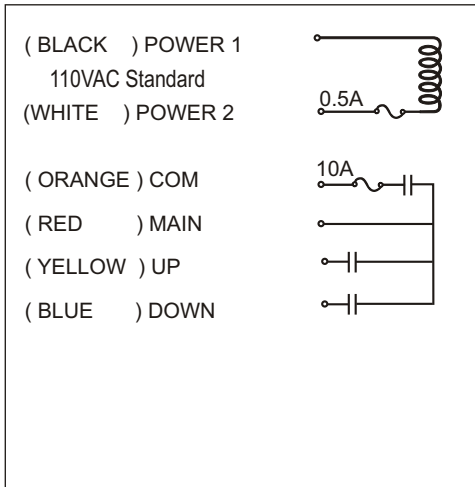 ( BLACK ) POWER 1
110VAC Standard
(WHITE ) POWER 2
0.5A
( ORANGE ) COM
10A
( RED ) MAIN
( YELLOW ) UP
( BLUE ) DOWN